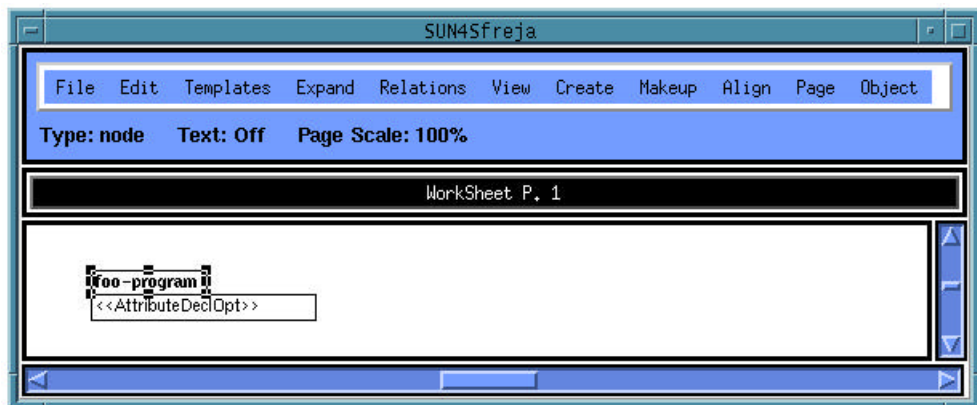 SUN4Sfreja
File Edit Templates Expand Relations View Create Makeup Align Page Object
Type: node Text: Off Page Scale: 100%
WorkSheet P. 1
foo-program
<<AttributeDeclOpt>>